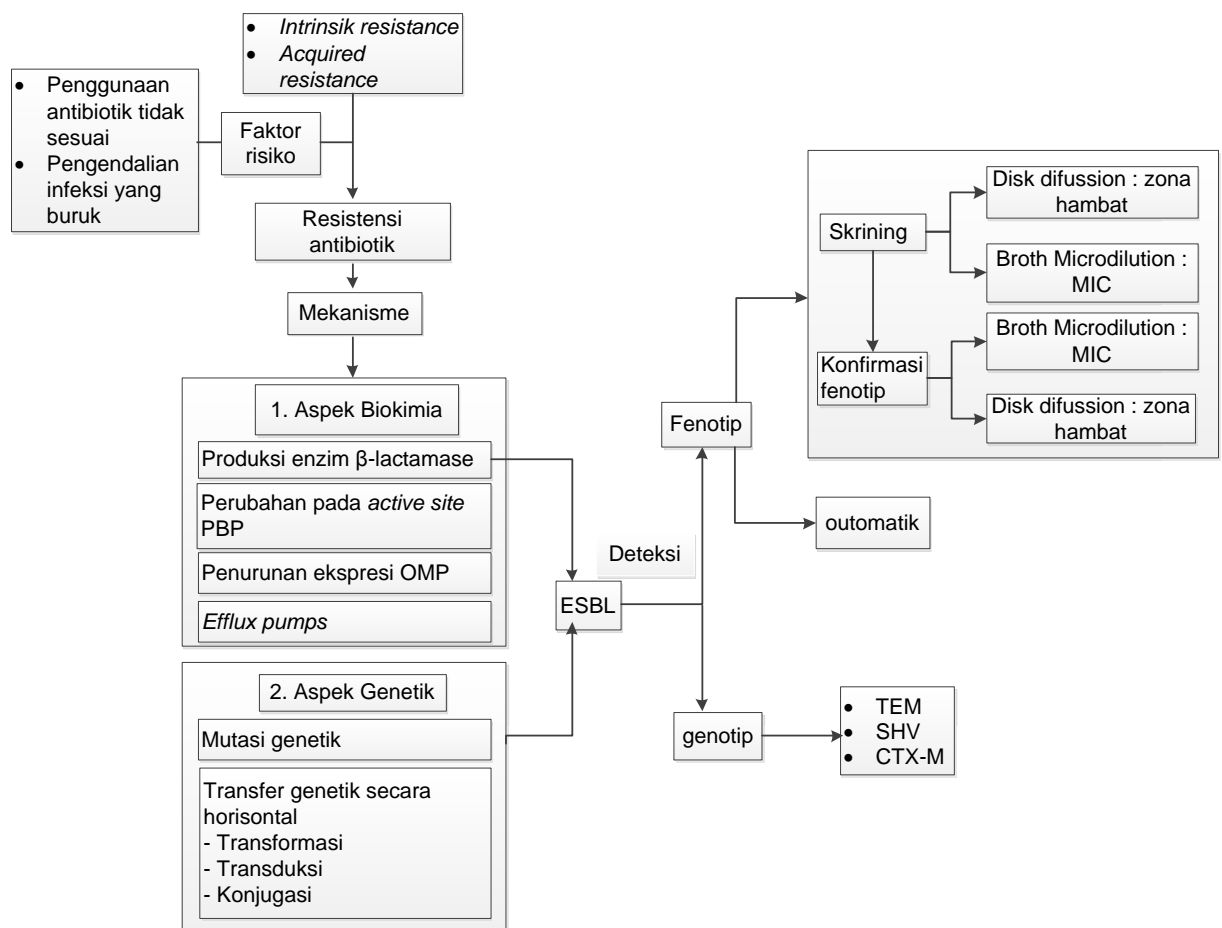 • Intrinsik resistance
• Acquired
resistance
• Penggunaan
antibiotik tidak
sesuai
• Pengendalian
infeksi yang
buruk
Faktor
risiko
Resistensi
antibiotik
Mekanisme
1. Aspek Biokimia
Produksi enzim β-lactamase
Perubahan pada active site
PBP
Penurunan ekspresi OMP
Efflux pumps
2. Aspek Genetik
Mutasi genetik
Transfer genetik secara
horisontal
- Transformasi
- Transduksi
- Konjugasi
ESBL
Deteksi
Fenotip
Skrining
Disk difussion : zona
hambat
Broth Microdilution :
MIC
Konfirmasi
fenotip
Broth Microdilution :
MIC
Disk difussion : zona
hambat
outomatik
genotip
• TEM
• SHV
• CTX-M